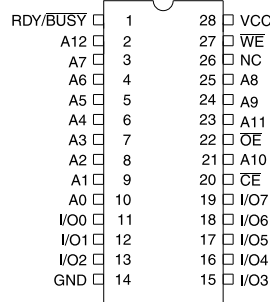 RDY/BUSY 1 28 VCC
A12 2 27 WE
A7 3 26 NC
A6 4 25 A8
A5 5 24 A9
A4 6 23 A11
A3 7 22 OE
A2 8 21 A10
A1 9 20 CE
A0 10 19 I/O7
I/O0 11 18 I/O6
I/O1 12 17 I/O5
I/O2 13 16 I/O4
GND 14 15 I/O3